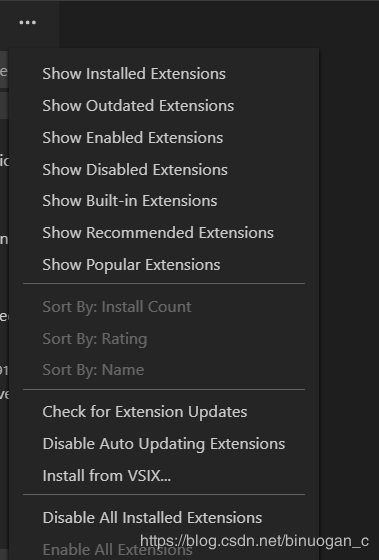 ...
Show Installed Extensions
Show Outdated Extensions
Show Enabled Extensions
Show Disabled Extensions
Show Built-in Extensions
Show Recommended Extensions
Show Popular Extensions
Sort By: Install Count
Sort By: Rating
Sort By: Name
Check for Extension Updates
Disable Auto Updating Extensions
Install from VSIX...
Disable All Installed Extensions
https://blog.csdn.net/binuogan_c
Enable All Extensions